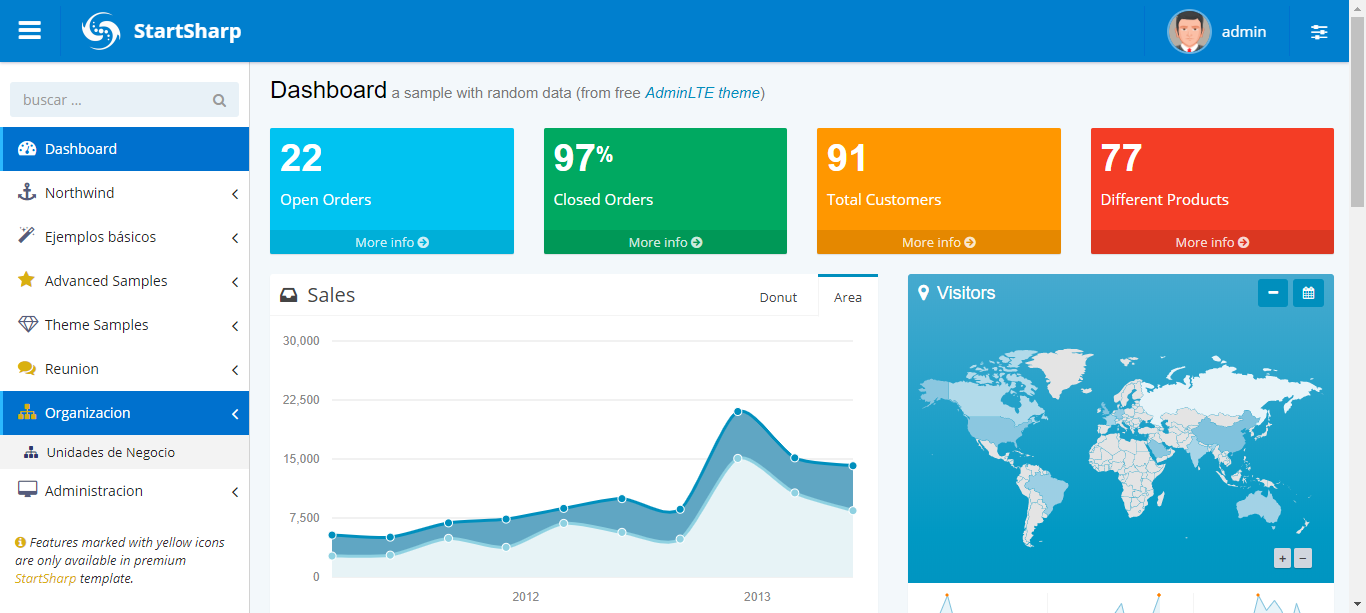 StartSharp
admin
buscar ...
Dashboard
Northwind
Ejemplos básicos
Advanced Samples
Theme Samples
Reunion
Organizacion
Unidades de Negocio
Administracion
Features marked with yellow icons
are only available in premium
StartSharp template.
Dashboard a sample with random data (from free AdminLTE theme)
22
Open Orders
More info
97%
Closed Orders
More info
91
Total Customers
More info
77
Different Products
More info
Sales
Donut
Area
30,000
22,500
15,000
7,500
0
2012
2013
Visitors
+
−